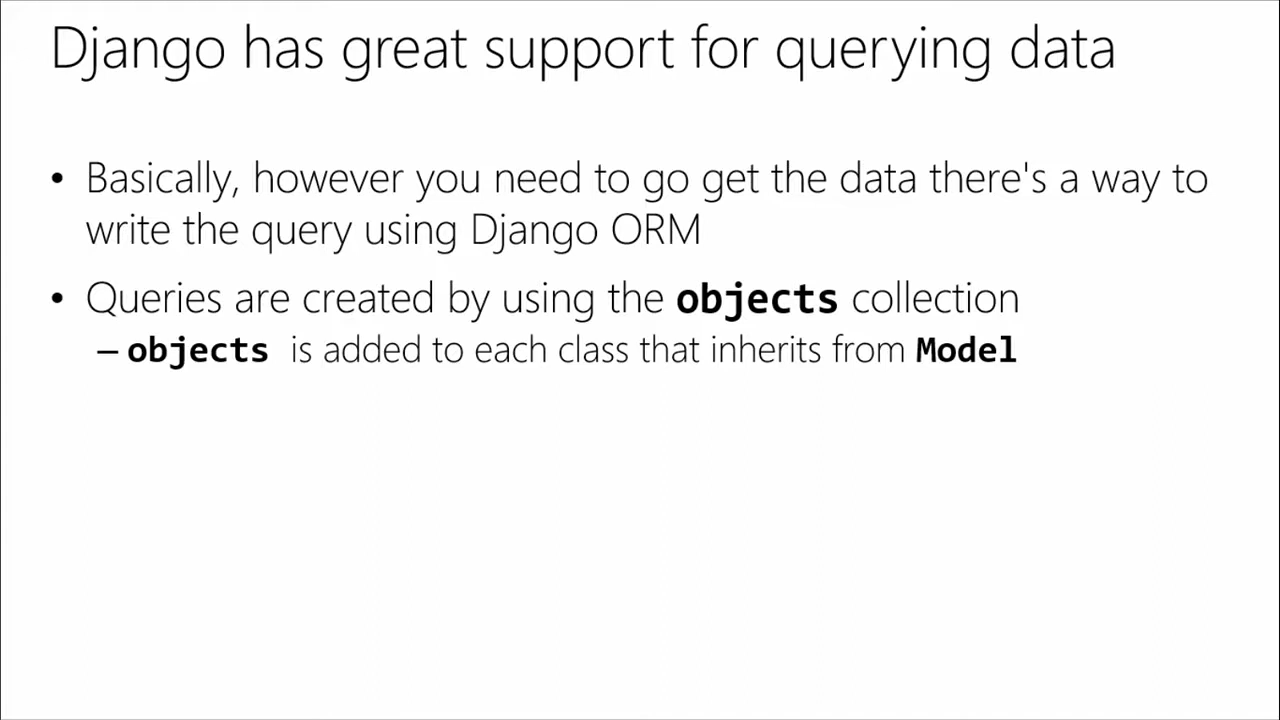 Django has great support for querying data
• Basically, however you need to go get the data there's a way to
write the query using Django ORM
• Queries are created by using the objects collection
– objects is added to each class that inherits from Model